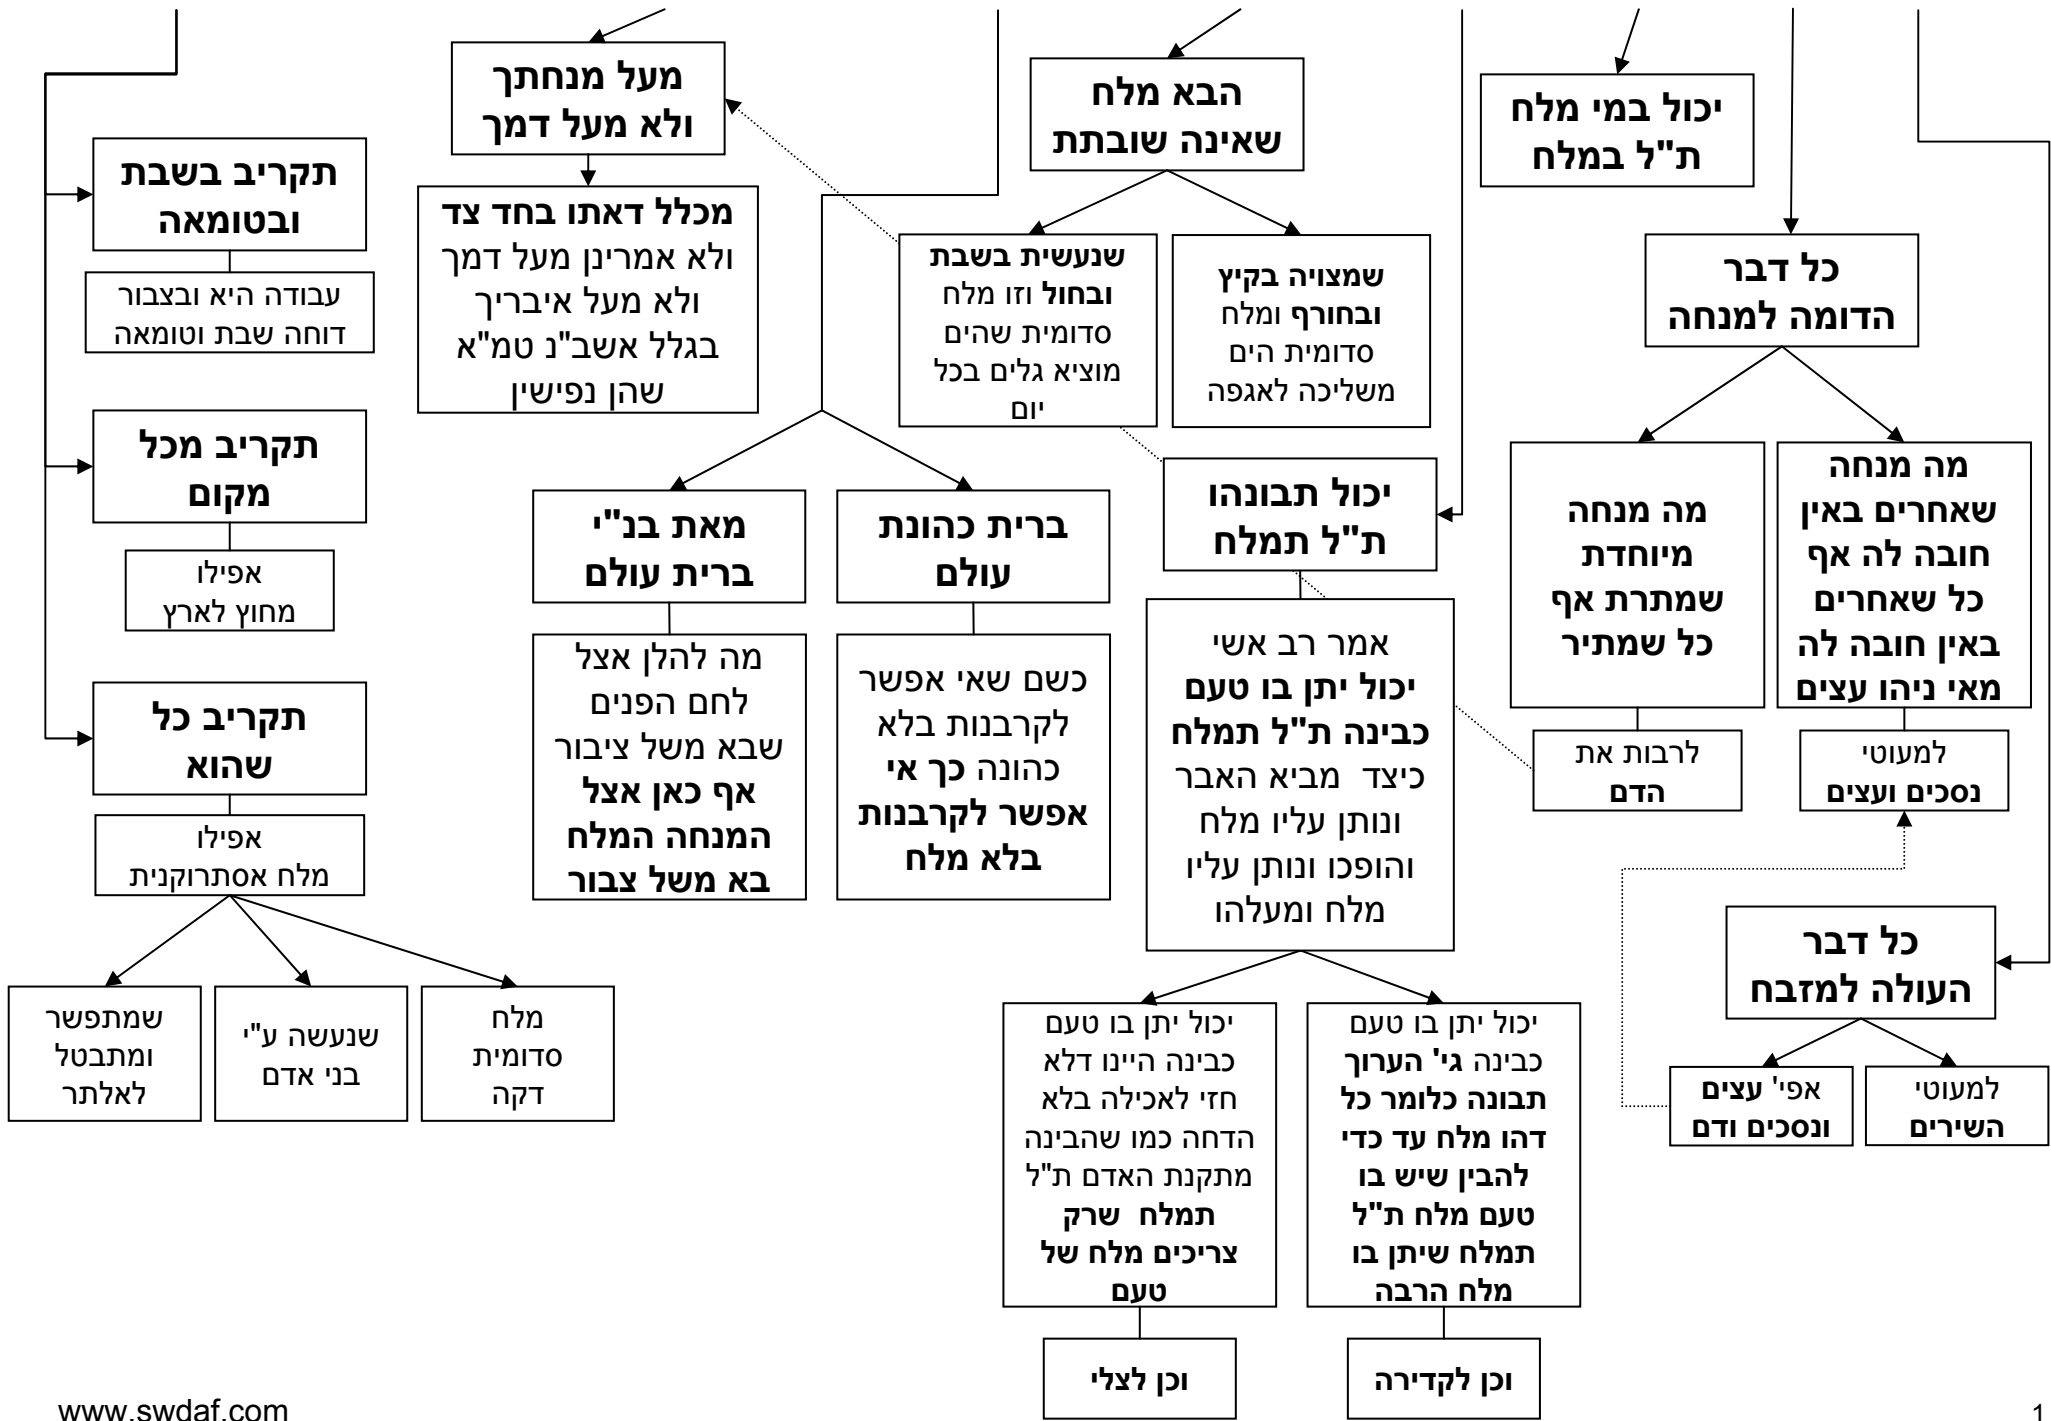 יכול במי מלח
ת"ל במלח
כל דבר
הדומה למנחה
מה מנחה
שאחרים באין
חובה לה אף
כל שאחרים
באין חובה לה
מאי ניהו עצים
למעוטי
נסכים ועצים
מה מנחה
מיוחדת
שמתרת אף
כל שמתיר
לרבות את
הדם
כל דבר
העולה למזבח
למעוטי
השירים
אפי' עצים
ונסכים ודם
הבא מלח
שאינה שובתת
שמצויה בקיץ
ובחורף ומלח
סדומית הים
משליכה לאגפה
שנעשית בשבת
ובחול וזו מלח
סדומית שהים
מוציא גלים בכל
יום
יכול תבונהו
ת"ל תמלח
אמר רב אשי
יכול יתן בו טעם
כבינה ת"ל תמלח
כיצד מביא האבר
ונותן עליו מלח
והופכו ונותן עליו
מלח ומעלהו
יכול יתן בו טעם
כבינה גי' הערוך
תבונה כלומר כל
דהו מלח עד כדי
להבין שיש בו
טעם מלח ת"ל
תמלח שיתן בו
מלח הרבה
וכן לקדירה
יכול יתן בו טעם
כבינה היינו דלא
חזי לאכילה בלא
הדחה כמו שהבינה
מתקנת האדם ת"ל
תמלח שרק
צריכים מלח של
טעם
וכן לצלי
מעל מנחתך
ולא מעל דמך
מכלל דאתו בחד צד
ולא אמרינן מעל דמך
ולא מעל איבריך
בגלל אשב"נ טמ"א
שהן נפישין
ברית כהונת
עולם
כשם שאי אפשר
לקרבנות בלא
כהונה כך אי
אפשר לקרבנות
בלא מלח
מאת בנ"י
ברית עולם
מה להלן אצל
לחם הפנים
שבא משל ציבור
אף כאן אצל
המנחה המלח
בא משל צבור
תקריב בשבת
ובטומאה
עבודה היא ובצבור
דוחה שבת וטומאה
תקריב מכל
מקום
אפילו
מחוץ לארץ
תקריב כל
שהוא
אפילו
מלח אסתרוקנית
מלח
סדומית
דקה
שנעשה ע"י
בני אדם
שמתפשר
ומתבטל
לאלתר
www.swdaf.com
1